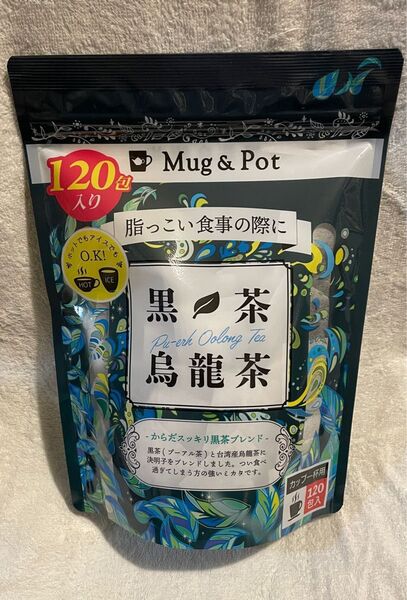 Mug & Pot
120包
入り
脂っこい食事の際に
ホットでもアイスでも
O.K!
HOT
ICE
黒茶
Pu-erh Oolong Tea
烏龍茶
-からだスッキリ黒茶ブレンド-
黒茶(プーアル茶)と台湾産烏龍茶に
決明子をブレンドしました。つい食べ
過ぎてしまう方の強いミカタです。
カップ一杯用
120
包入